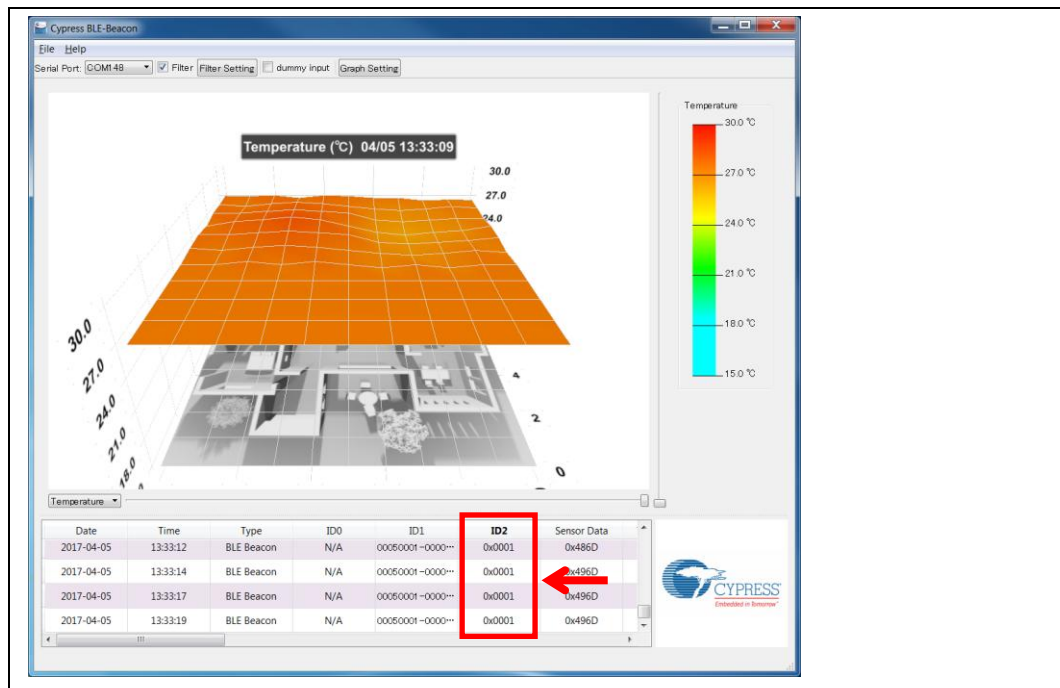 Cypress BLE-Beacon
File Help
Serial Port: COM148 Filter Filter Setting dummy input Graph Setting
Temperature (℃) 04/05 13:33:09
30.0
27.0
24.0
30.0
27.0
24.0
21.0
18.0
4
2
0
Temperature
30.0 ℃
27.0 ℃
24.0 ℃
21.0 ℃
18.0 ℃
15.0 ℃
Temperature
Date Time Type ID0 ID1 ID2 Sensor Data
2017-04-05 13:33:12 BLE Beacon N/A 00050001-0000… 0x0001 0x486D
2017-04-05 13:33:14 BLE Beacon N/A 00050001-0000… 0x0001 0x496D
2017-04-05 13:33:17 BLE Beacon N/A 00050001-0000… 0x0001 0x496D
2017-04-05 13:33:19 BLE Beacon N/A 00050001-0000… 0x0001 0x496D
CYPRESS
Embedded in Tomorrow™